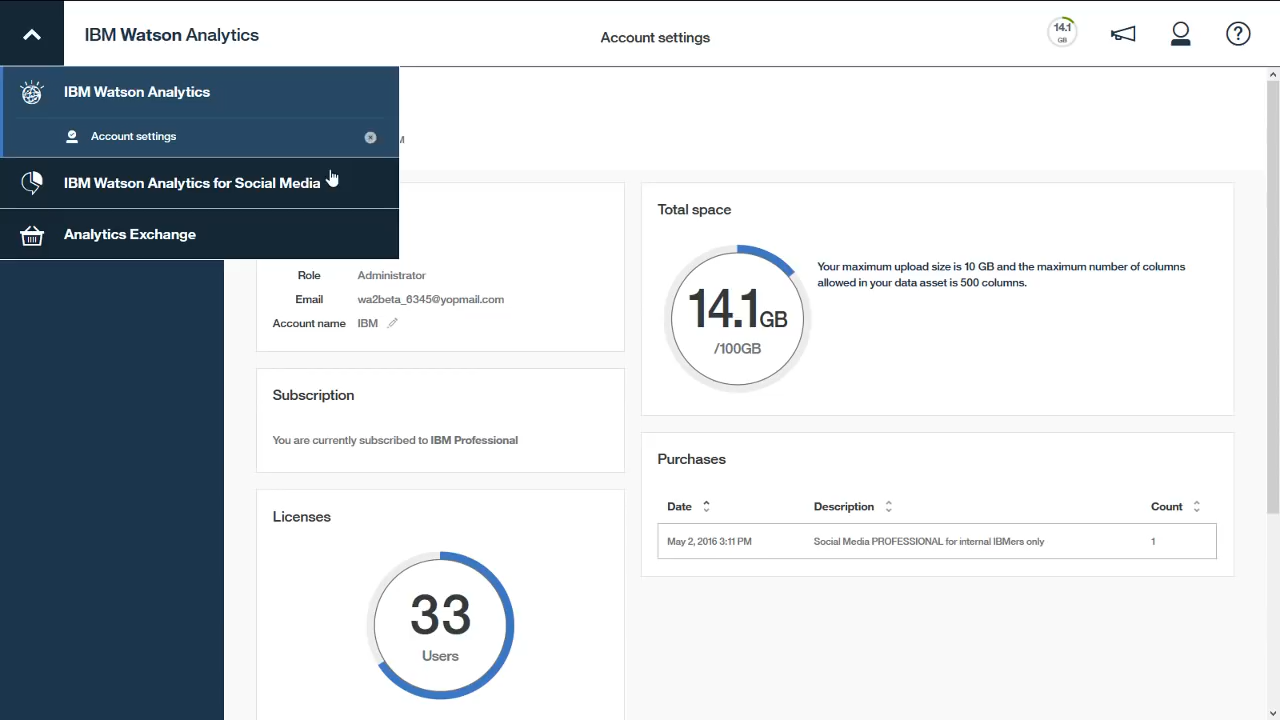 IBM Watson Analytics
Account settings
14.1
GB
IBM Watson Analytics
Account settings
M
IBM Watson Analytics for Social Media
Analytics Exchange
Role Administrator
Email wa2beta_6345@yopmail.com
Account name IBM
Subscription
You are currently subscribed to IBM Professional
Licenses
33
Users
Total space
14.1GB
/100GB
Your maximum upload size is 10 GB and the maximum number of columns
allowed in your data asset is 500 columns.
Purchases
Date Description Count
May 2, 2016 3:11 PM Social Media PROFESSIONAL for internal IBMers only 1